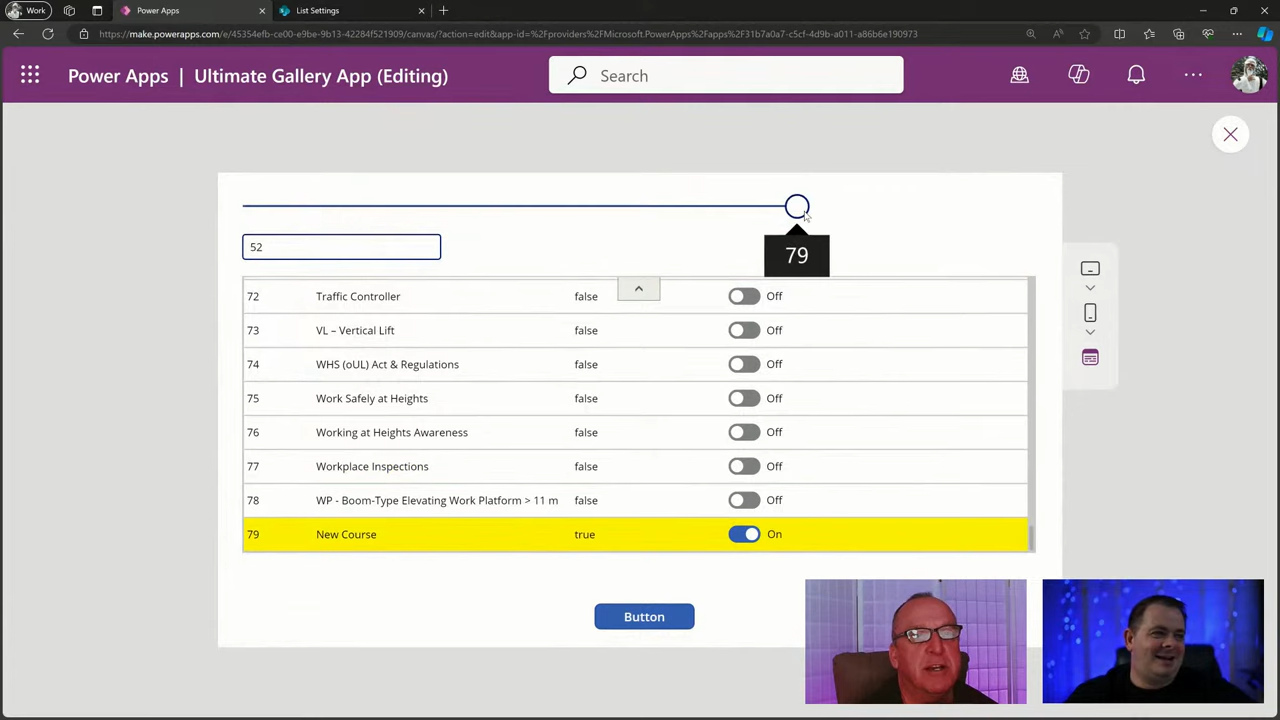 Work
Power Apps
List Settings
https://make.powerapps.com/e/45354efb-ce00-e9be-9b13-42284f521909/canvas/?action=edit&app-id=%2Fproviders%2FMicrosoft.PowerApps%2Fapps%2F31b7a0a7-c5cf-4d9b-a011-a86b6e190973
Power Apps | Ultimate Gallery App (Editing)
Search
52
79
72 Traffic Controller false Off
73 VL – Vertical Lift false Off
74 WHS (oUL) Act & Regulations false Off
75 Work Safely at Heights false Off
76 Working at Heights Awareness false Off
77 Workplace Inspections false Off
78 WP - Boom-Type Elevating Work Platform > 11 m false Off
79 New Course true On
Button